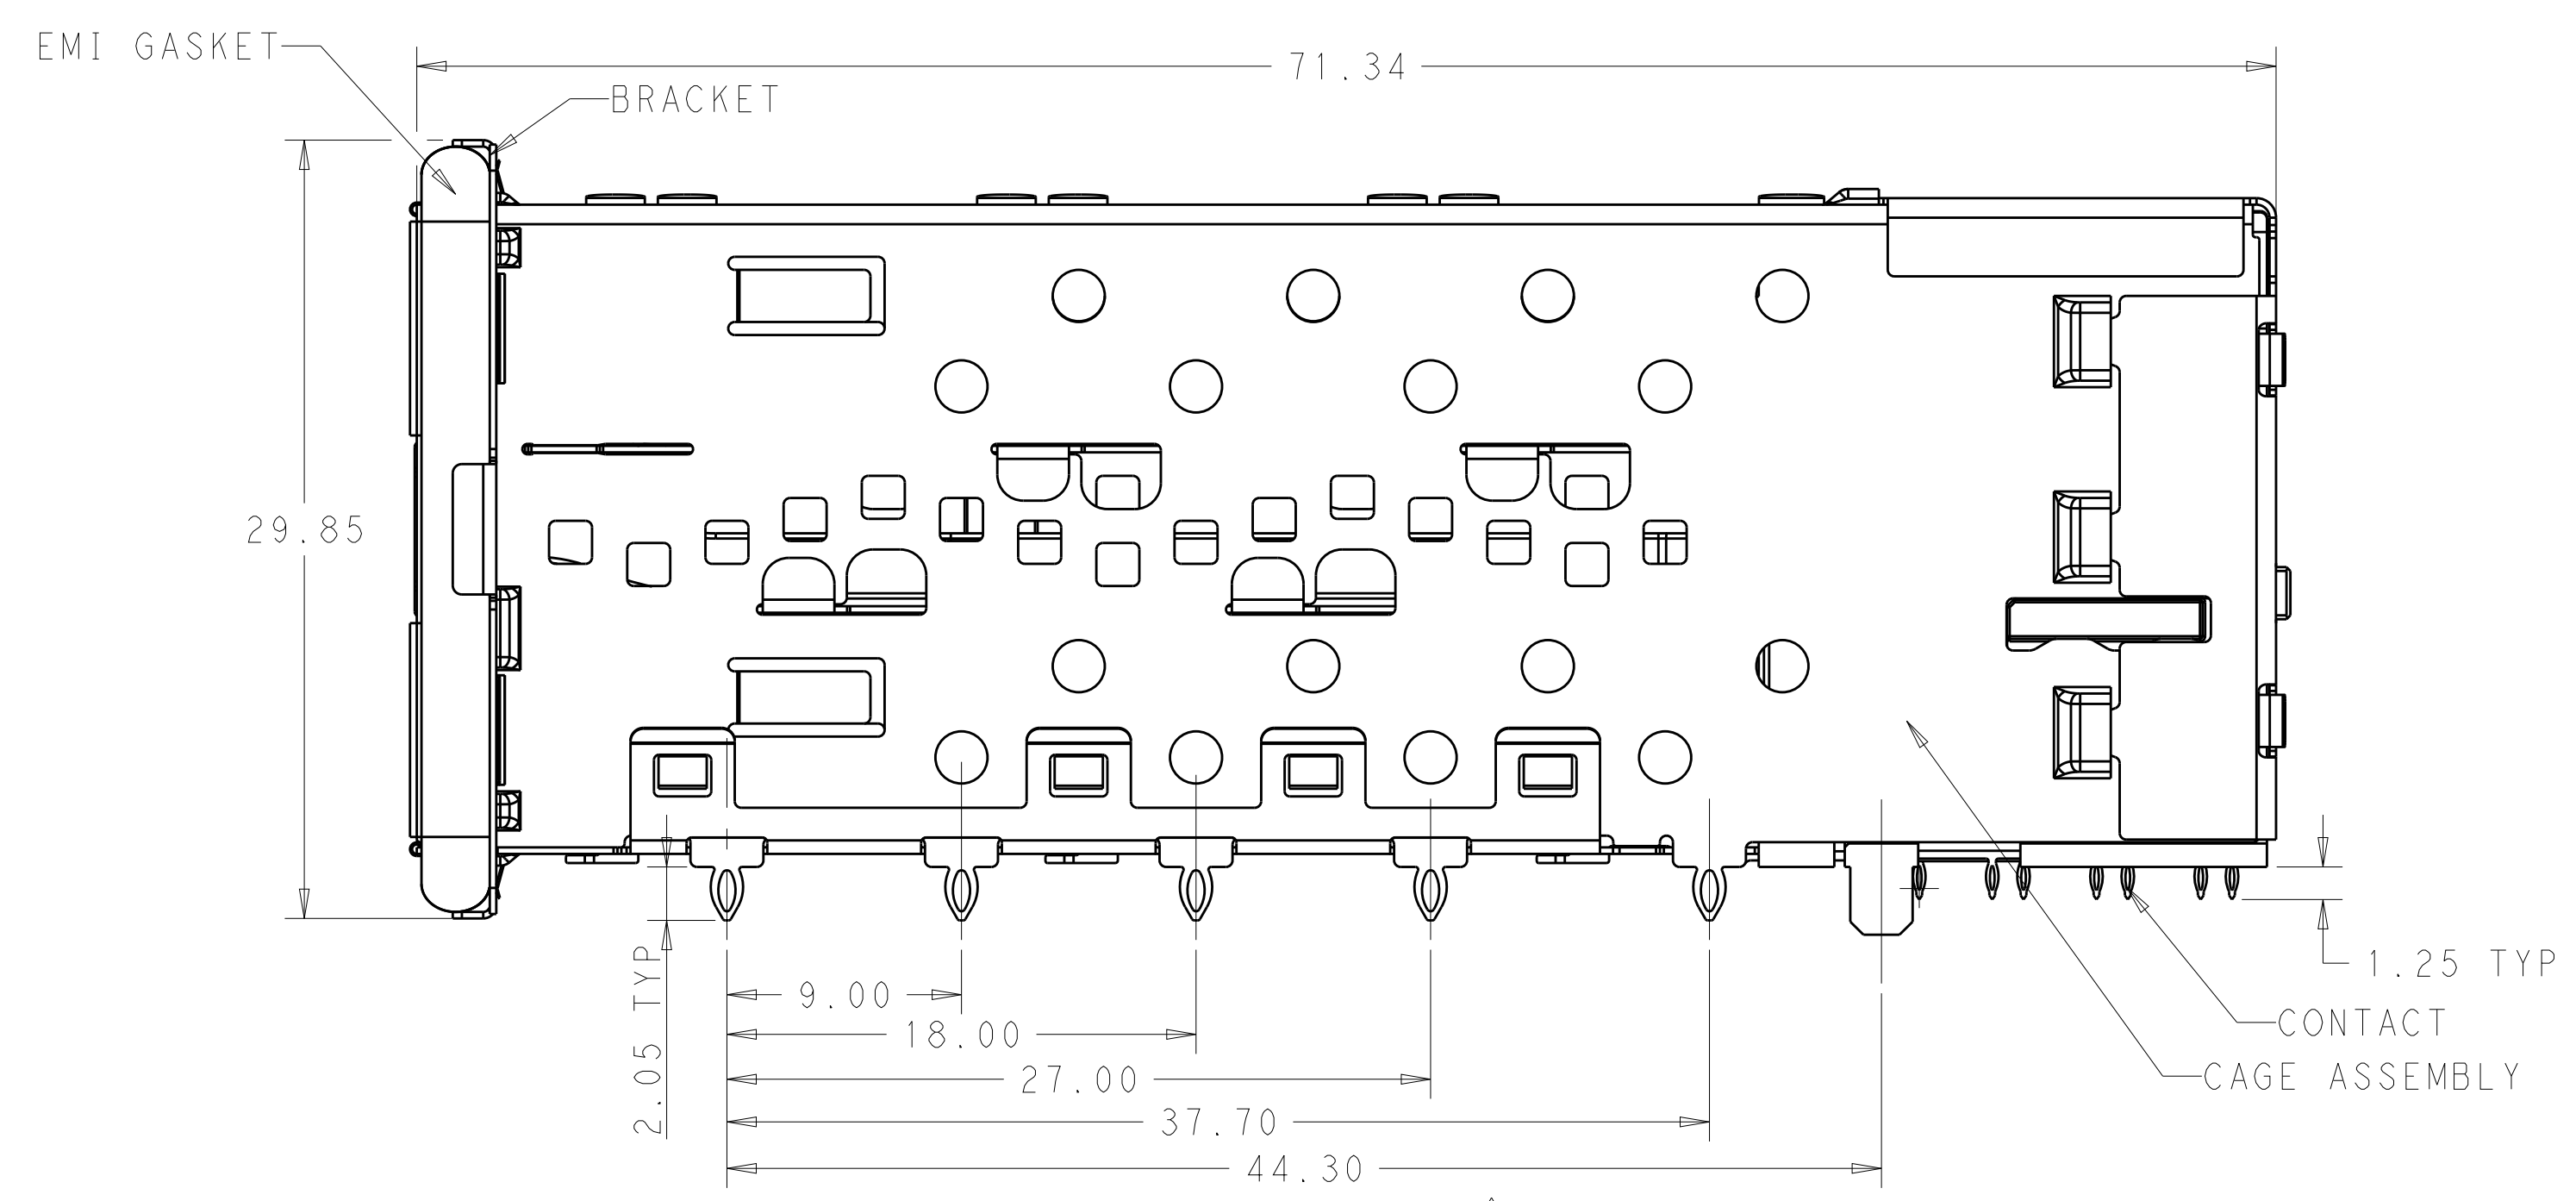 EMI GASKET
71.34
BRACKET
29.85
1.25 TYP
2.05 TYP
9.00
CONTACT
18.00
27.00
CAGE ASSEMBLY
37.70
44.30